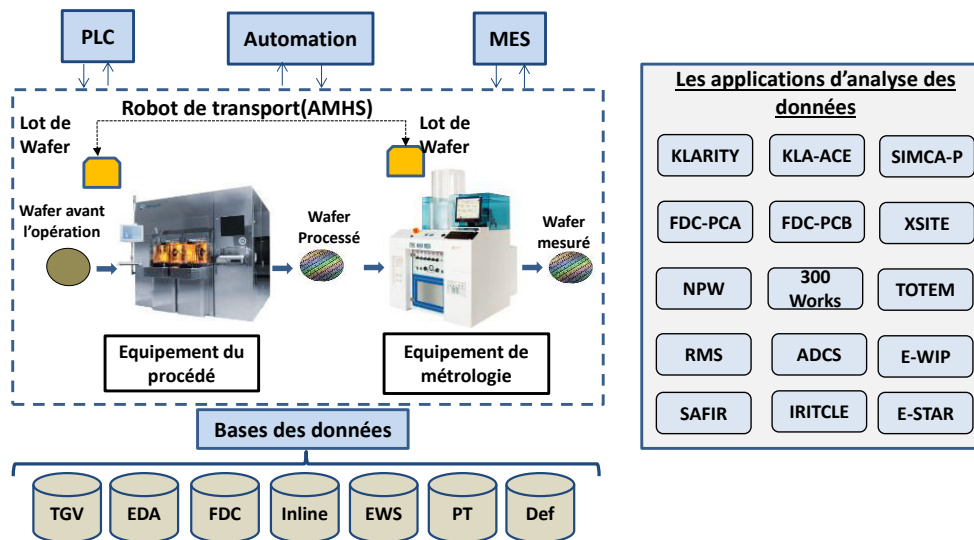 PLC
Automation
MES
Robot de transport(AMHS)
Lot de
Wafer
Lot de
Wafer
Wafer avant
l'opération
Wafer
Processé
Wafer
mesuré
Equipement du
procédé
Equipement de
métrologie
Bases des données
TGV
EDA
FDC
Inline
EWS
PT
Def
Les applications d'analyse des
données
KLARITY
KLA-ACE
SIMCA-P
FDC-PCA
FDC-PCB
XSITE
NPW
300
Works
TOTEM
RMS
ADCS
E-WIP
SAFIR
IRITCLE
E-STAR